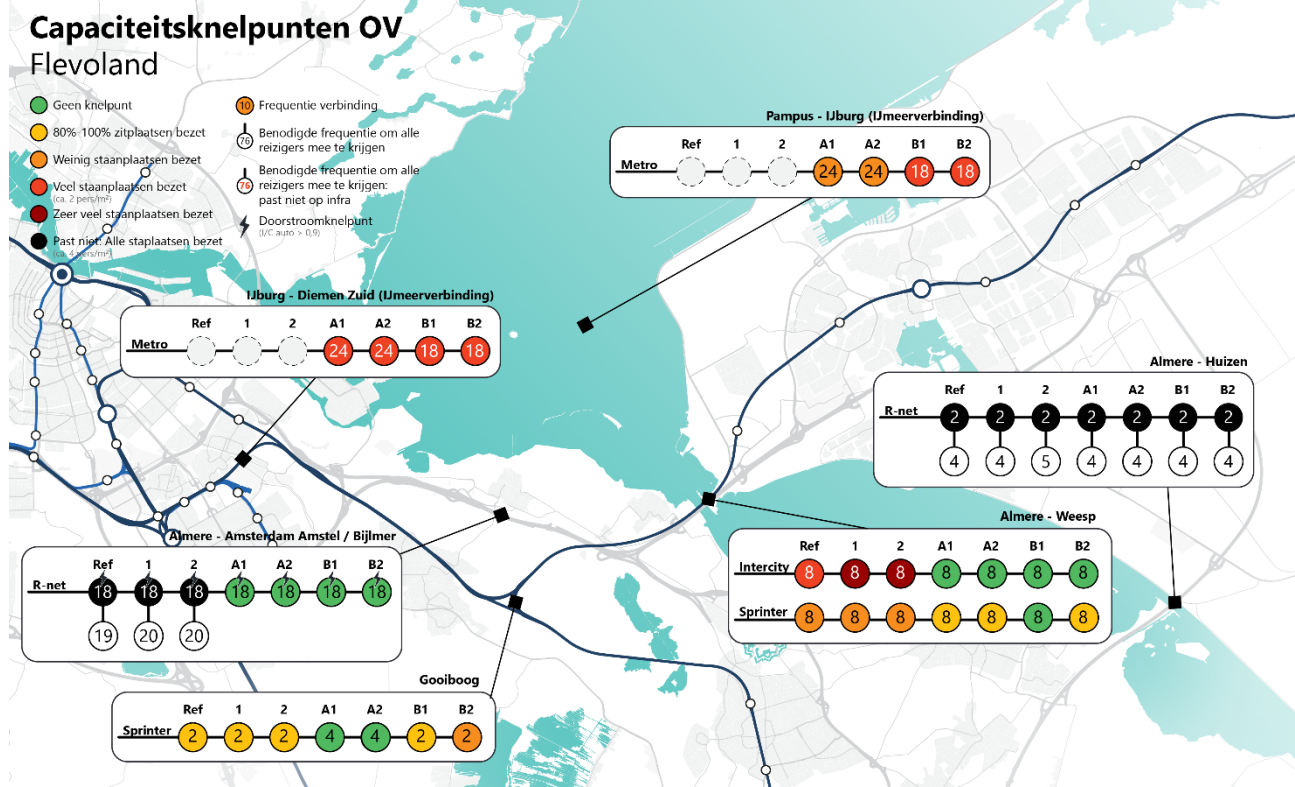 Capaciteitsknelpunten OV
Flevoland
Geen knelpunt
80%-100% zitplaatsen bezet
Weinig staanplaatsen bezet
Veel staanplaatsen bezet
(ca. 2 pers/m²)
Zeer veel staanplaatsen bezet
Past niet: Alle staplaatsen bezet
(ca. 4 pers/m²)
10 Frequentie verbinding
76 Benodigde frequentie om alle
reizigers mee te krijgen
76 Benodigde frequentie om alle
reizigers mee te krijgen:
past niet op infra
Doorstroomknelpunt
(I/C auto > 0,9)
Pampus - IJburg (IJmeerverbinding)
Ref 1 2 A1 A2 B1 B2
Metro 24 24 18 18
IJburg - Diemen Zuid (IJmeerverbinding)
Ref 1 2 A1 A2 B1 B2
Metro 24 24 18 18
Almere - Huizen
Ref 1 2 A1 A2 B1 B2
R-net 2 2 2 2 2 2 2
4 4 5 4 4 4 4
Almere - Weesp
Ref 1 2 A1 A2 B1 B2
Intercity 8 8 8 8 8 8 8
Sprinter 8 8 8 8 8 8 8
Almere - Amsterdam Amstel / Bijlmer
Ref 1 2 A1 A2 B1 B2
R-net 18 18 18 18 18 18 18
19 20 20
Gooiboog
Ref 1 2 A1 A2 B1 B2
Sprinter 2 2 2 4 4 2 2